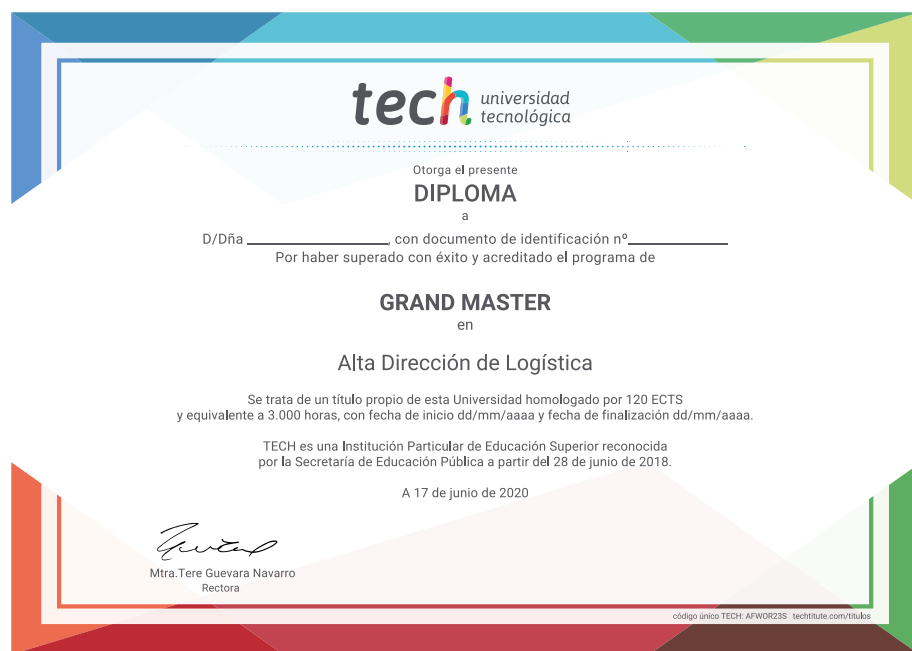 tech universidad
tecnológica
Otorga el presente
DIPLOMA
a
D/Dña ____________________, con documento de identificación nº______________
Por haber superado con éxito y acreditado el programa de
GRAND MASTER
en
Alta Dirección de Logística
Se trata de un título propio de esta Universidad homologado por 120 ECTS
y equivalente a 3.000 horas, con fecha de inicio dd/mm/aaaa y fecha de finalización dd/mm/aaaa.
TECH es una Institución Particular de Educación Superior reconocida
por la Secretaría de Educación Pública a partir del 28 de junio de 2018.
A 17 de junio de 2020
Mtra.Tere Guevara Navarro
Rectora
código único TECH: AFWOR23S techtitute.com/titulos